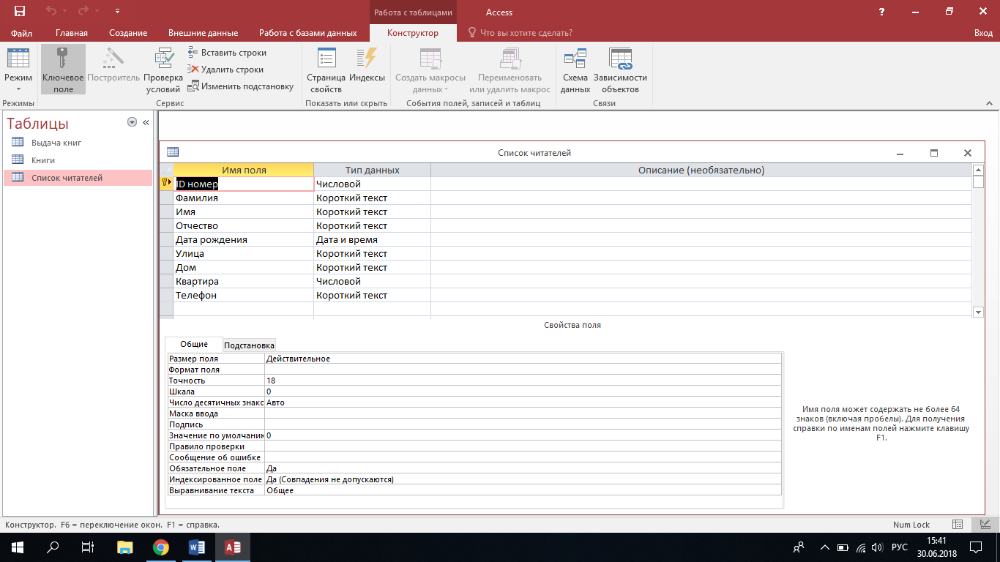 Работа с таблицами
Access
?
Файл
Главная
Создание
Внешние данные
Работа с базами данных
Конструктор
Что вы хотите сделать?
Вход
Режим
Ключевое поле
Построитель
Проверка условий
Вставить строки
Удалить строки
Изменить подстановку
Страница свойств
Индексы
Создать макросы данных
Переименовать или удалить макрос
Схема данных
Зависимости объектов
Режимы
Сервис
Показать или скрыть
События полей, записей и таблиц
Связи
Таблицы
Выдача книг
Книги
Список читателей
Список читателей
Имя поля Тип данных Описание (необязательно)
ID номер Числовой
Фамилия Короткий текст
Имя Короткий текст
Отчество Короткий текст
Дата рождения Дата и время
Улица Короткий текст
Дом Короткий текст
Квартира Числовой
Телефон Короткий текст
Свойства поля
Общие Подстановка
Размер поля Действительное
Формат поля
Точность 18
Шкала 0
Число десятичных знако Авто
Маска ввода
Подпись
Значение по умолчани 0
Правило проверки
Сообщение об ошибке
Обязательное поле Да
Индексированное поле Да (Совпадения не допускаются)
Выравнивание текста Общее
Имя поля может содержать не более 64
знаков (включая пробелы). Для получения
справки по именам полей нажмите клавишу
F1.
Конструктор. F6 = переключение окон. F1 = справка.
Num Lock
РУС
15:41
30.06.2018